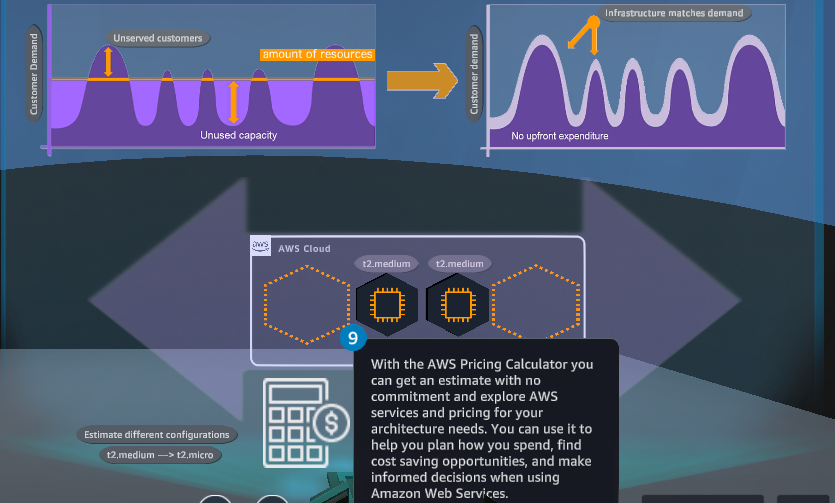 Customer Demand
Unserved customers
amount of resources
Unused capacity
Customer demand
Infrastructure matches demand
No upfront expenditure
aws
AWS Cloud
t2.medium
t2.medium
9
With the AWS Pricing Calculator you
can get an estimate with no
commitment and explore AWS
services and pricing for your
architecture needs. You can use it to
help you plan how you spend, find
cost saving opportunities, and make
informed decisions when using
Amazon Web Services.
$
Estimate different configurations
t2.medium —> t2.micro